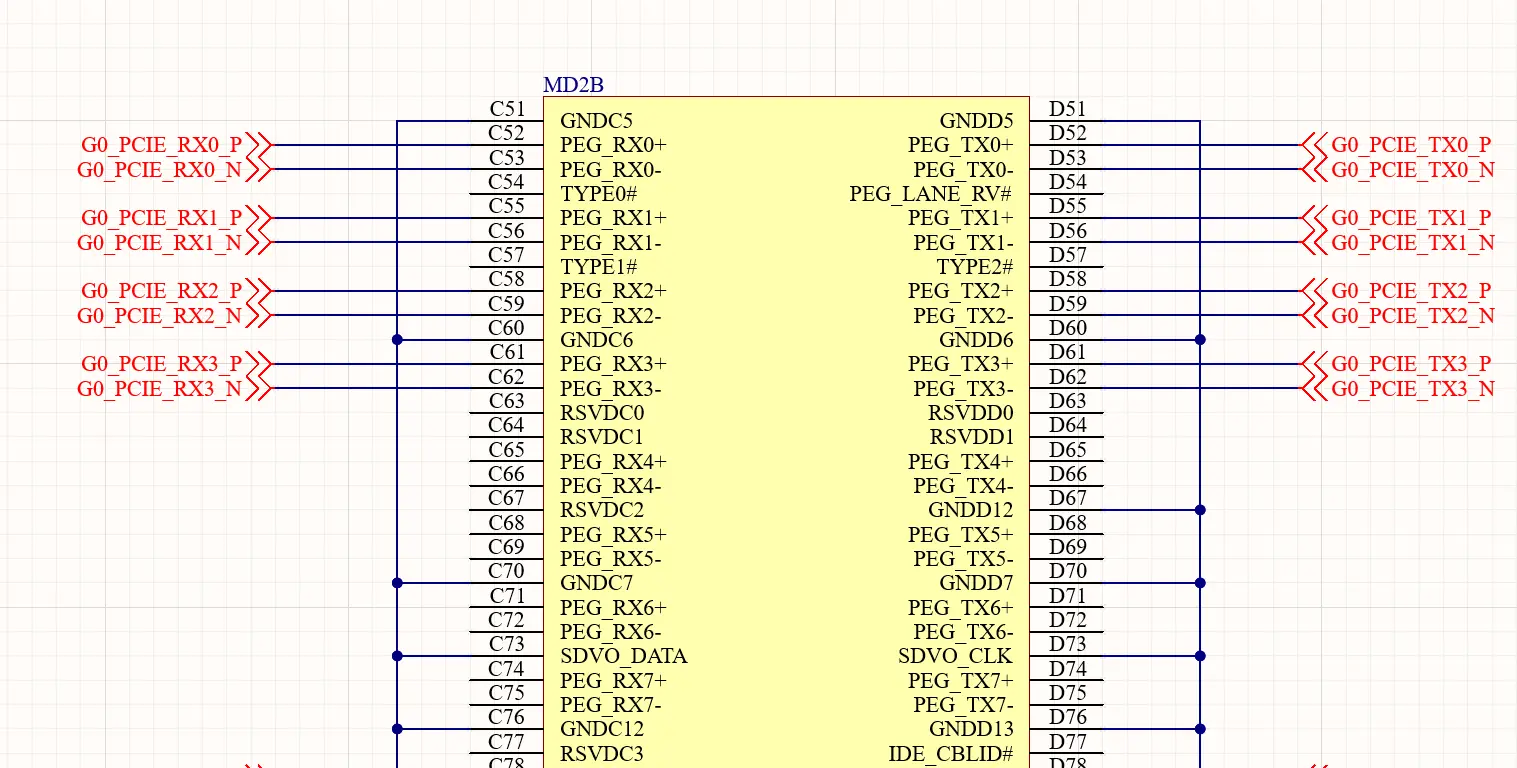 MD2B
C51 GNDC5 GNDD5 D51
G0_PCIE_RX0_P C52 PEG_RX0+ PEG_TX0+ D52 G0_PCIE_TX0_P
G0_PCIE_RX0_N C53 PEG_RX0- PEG_TX0- D53 G0_PCIE_TX0_N
C54 TYPE0# PEG_LANE_RV# D54
G0_PCIE_RX1_P C55 PEG_RX1+ PEG_TX1+ D55 G0_PCIE_TX1_P
G0_PCIE_RX1_N C56 PEG_RX1- PEG_TX1- D56 G0_PCIE_TX1_N
C57 TYPE1# TYPE2# D57
G0_PCIE_RX2_P C58 PEG_RX2+ PEG_TX2+ D58 G0_PCIE_TX2_P
G0_PCIE_RX2_N C59 PEG_RX2- PEG_TX2- D59 G0_PCIE_TX2_N
C60 GNDC6 GNDD6 D60
G0_PCIE_RX3_P C61 PEG_RX3+ PEG_TX3+ D61 G0_PCIE_TX3_P
G0_PCIE_RX3_N C62 PEG_RX3- PEG_TX3- D62 G0_PCIE_TX3_N
C63 RSVDC0 RSVDD0 D63
C64 RSVDC1 RSVDD1 D64
C65 PEG_RX4+ PEG_TX4+ D65
C66 PEG_RX4- PEG_TX4- D66
C67 RSVDC2 GNDD12 D67
C68 PEG_RX5+ PEG_TX5+ D68
C69 PEG_RX5- PEG_TX5- D69
C70 GNDC7 GNDD7 D70
C71 PEG_RX6+ PEG_TX6+ D71
C72 PEG_RX6- PEG_TX6- D72
C73 SDVO_DATA SDVO_CLK D73
C74 PEG_RX7+ PEG_TX7+ D74
C75 PEG_RX7- PEG_TX7- D75
C76 GNDC12 GNDD13 D76
C77 RSVDC3 IDE_CBLID# D77
C78 D78